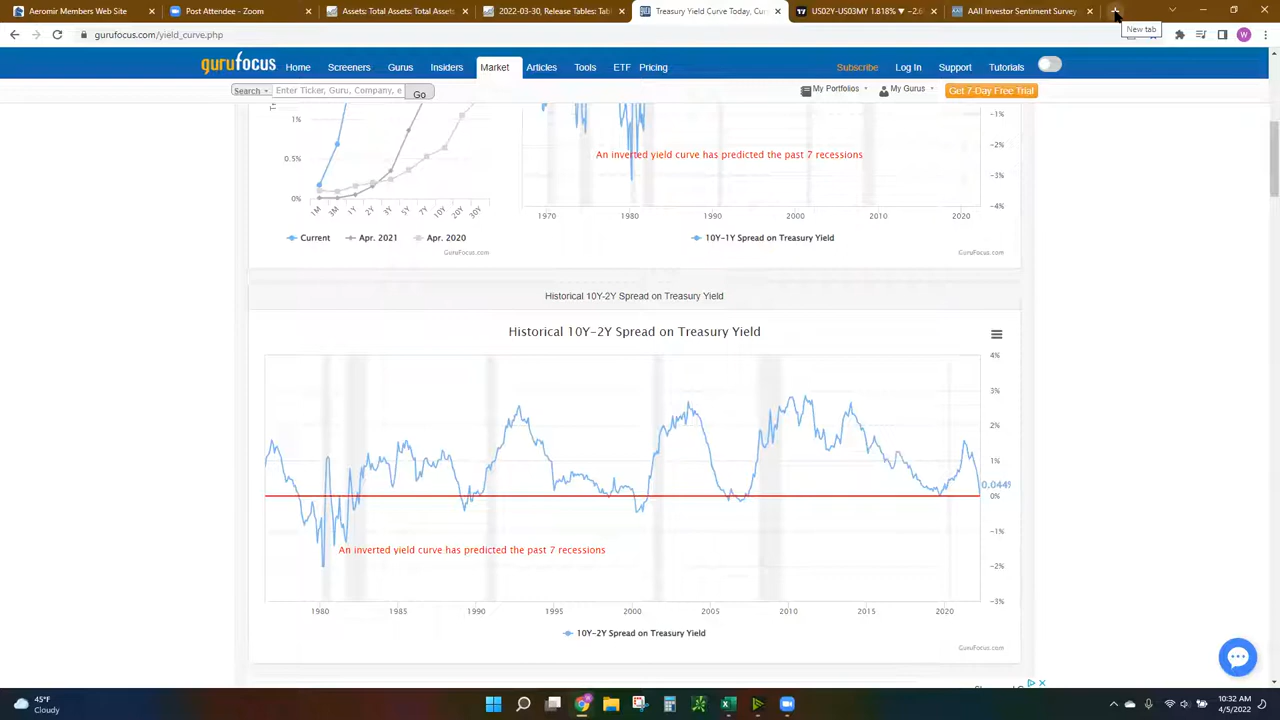 Aeromir Members Web Site
Post Attendee - Zoom
Assets: Total Assets: Total Assets
2022-03-30, Release Tables: Tab
Treasury Yield Curve Today, Cur
US02Y-US03MY 1.818% ▼ −2.6
AAII Investor Sentiment Survey
New tab
gurufocus.com/yield_curve.php
W
gurufocus
Home
Screeners
Gurus
Insiders
Market
Articles
Tools
ETF
Pricing
Subscribe
Log In
Support
Tutorials
Search
Enter Ticker, Guru, Company, e
Go
My Portfolios
My Gurus
Get 7-Day Free Trial
1%
0.5%
0%
1M
3M
1Y
2Y
3Y
5Y
7Y
10Y
20Y
30Y
Current
Apr. 2021
Apr. 2020
GuruFocus.com
−1%
−2%
−3%
−4%
An inverted yield curve has predicted the past 7 recessions
1970
1980
1990
2000
2010
2020
10Y-1Y Spread on Treasury Yield
GuruFocus.com
Historical 10Y-2Y Spread on Treasury Yield
Historical 10Y-2Y Spread on Treasury Yield
4%
3%
2%
1%
0.044%
0%
−1%
−2%
−3%
An inverted yield curve has predicted the past 7 recessions
1980
1985
1990
1995
2000
2005
2010
2015
2020
10Y-2Y Spread on Treasury Yield
GuruFocus.com
45°F
Cloudy
10:32 AM
4/5/2022